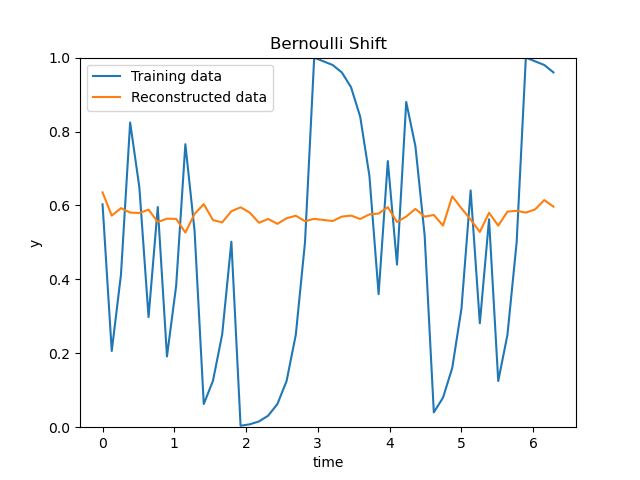 Bernoulli Shift
Training data
Reconstructed data
1.0
0.8
0.6
0.4
0.2
0.0
y
0 1 2 3 4 5 6
time